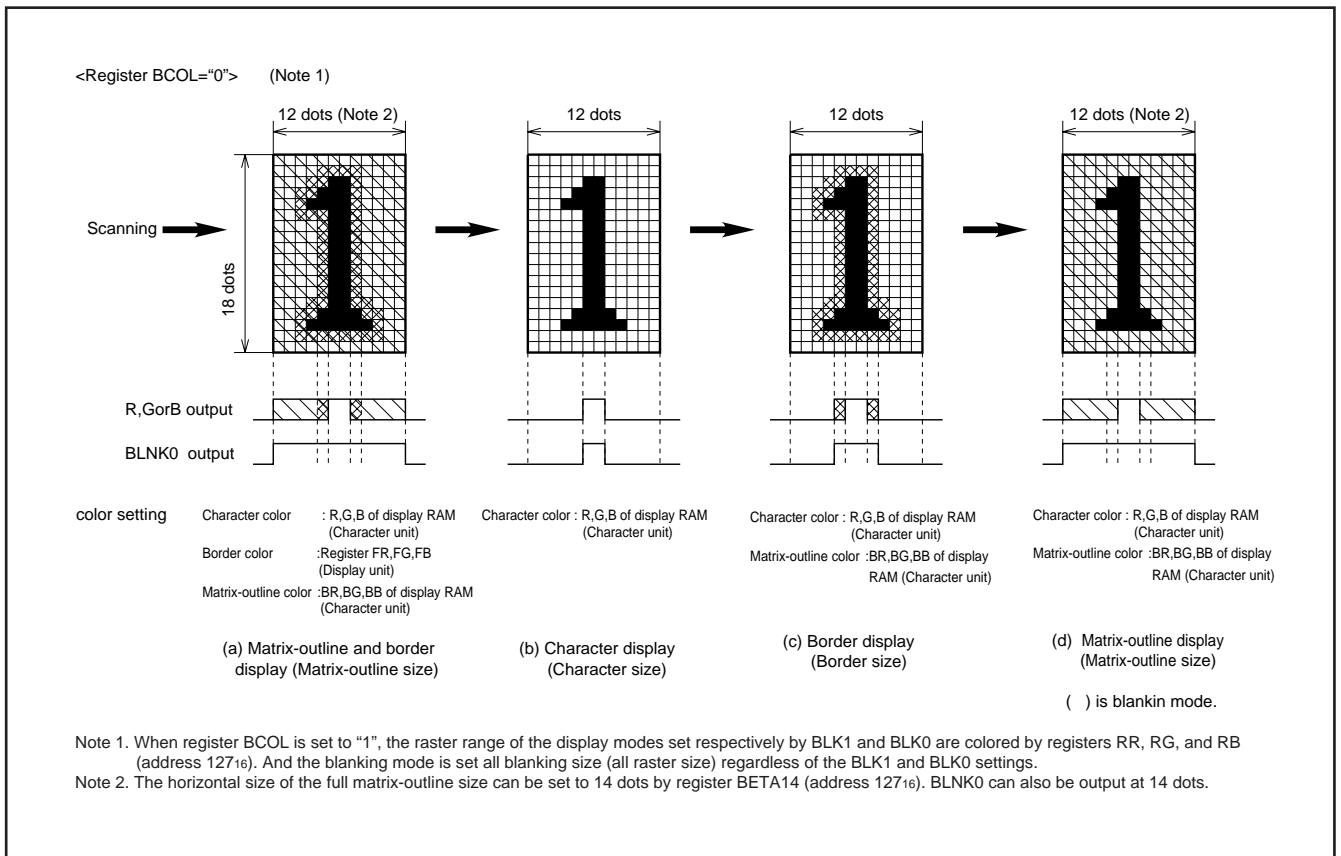 <Register BCOL=“0”> (Note 1)
12 dots (Note 2) 12 dots 12 dots 12 dots (Note 2)
Scanning
18 dots
R,GorB output
BLNK0 output
color setting
Character color : R,G,B of display RAM
(Character unit)
Border color :Register FR,FG,FB
(Display unit)
Matrix-outline color :BR,BG,BB of display RAM
(Character unit)
(a) Matrix-outline and border
display (Matrix-outline size)
Character color : R,G,B of display RAM
(Character unit)
(b) Character display
(Character size)
Character color : R,G,B of display RAM
(Character unit)
Matrix-outline color :BR,BG,BB of display
RAM (Character unit)
(c) Border display
(Border size)
Character color : R,G,B of display RAM
(Character unit)
Matrix-outline color :BR,BG,BB of display
RAM (Character unit)
(d) Matrix-outline display
(Matrix-outline size)
( ) is blankin mode.
Note 1. When register BCOL is set to “1”, the raster range of the display modes set respectively by BLK1 and BLK0 are colored by registers RR, RG, and RB
(address 12716). And the blanking mode is set all blanking size (all raster size) regardless of the BLK1 and BLK0 settings.
Note 2. The horizontal size of the full matrix-outline size can be set to 14 dots by register BETA14 (address 12716). BLNK0 can also be output at 14 dots.